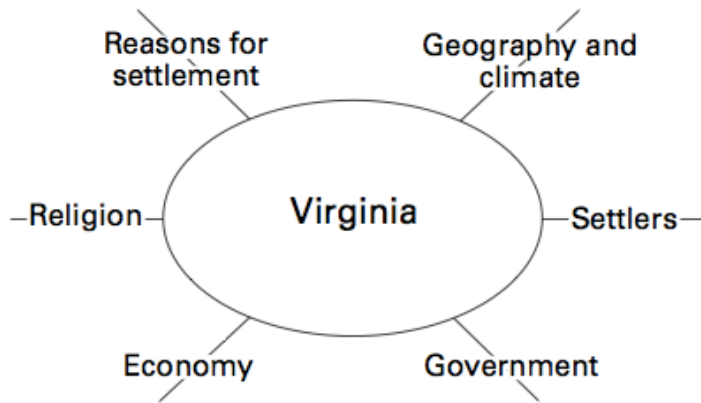 Reasons for
settlement
Geography and
climate
Religion
Virginia
Settlers
Economy
Government